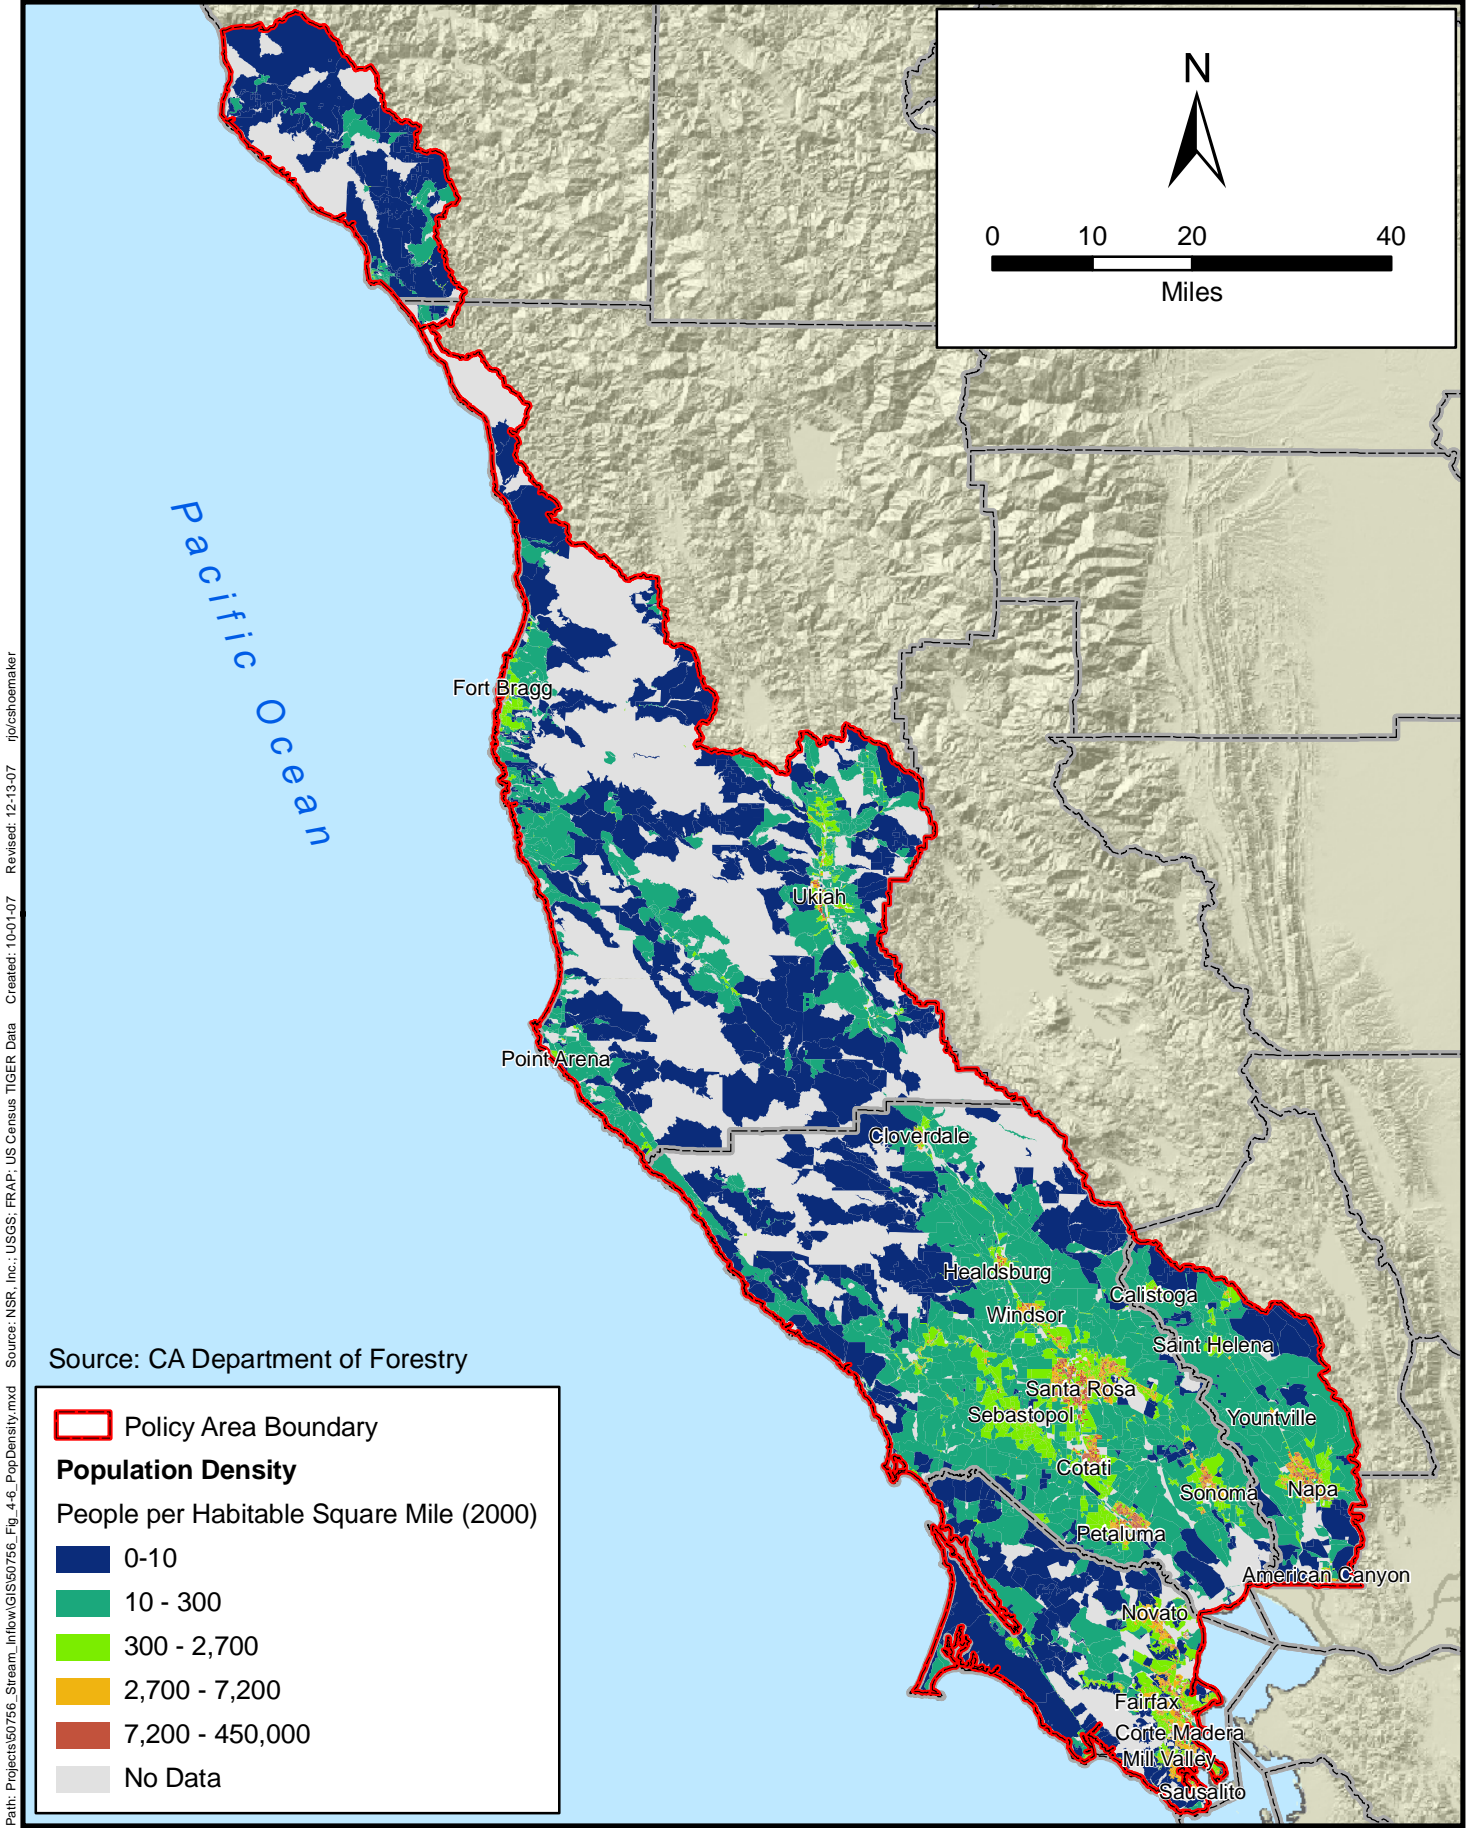 N
0 10 20 40
Miles
Pacific Ocean
Fort Bragg
Ukiah
Point Arena
Cloverdale
Healdsburg
Calistoga
Windsor
Saint Helena
Santa Rosa
Sebastopol
Yountville
Cotati
Sonoma
Napa
Petaluma
American Canyon
Novato
Fairfax
Corte Madera
Mill Valley
Sausalito
Source: CA Department of Forestry
Policy Area Boundary
Population Density
People per Habitable Square Mile (2000)
0-10
10 - 300
300 - 2,700
2,700 - 7,200
7,200 - 450,000
No Data
Path: Projects\50756_Stream_Inflow\GIS\50756_Fig_4-6_PopDensity.mxd Source: NSR, Inc.; USGS; FRAP; US Census TIGER Data Created: 10-01-07 Revised: 12-13-07 rjo/cshoemaker